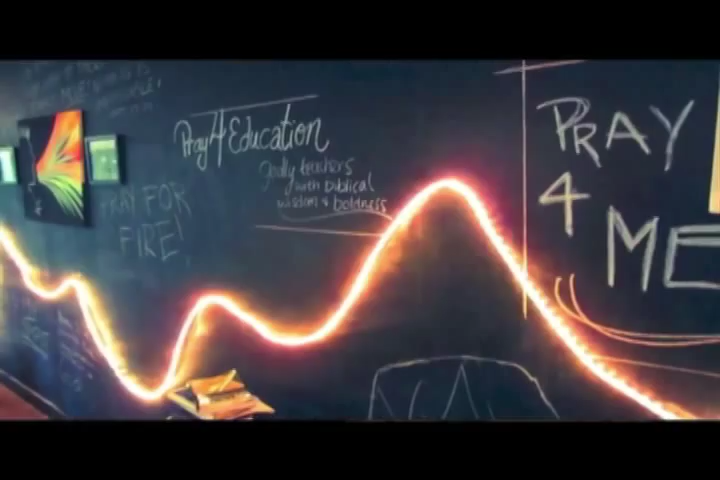 Pray 4 Education
Godly teachers
with biblical
wisdom & boldness
PRAY FOR
FIRE!
PRAY
4
ME